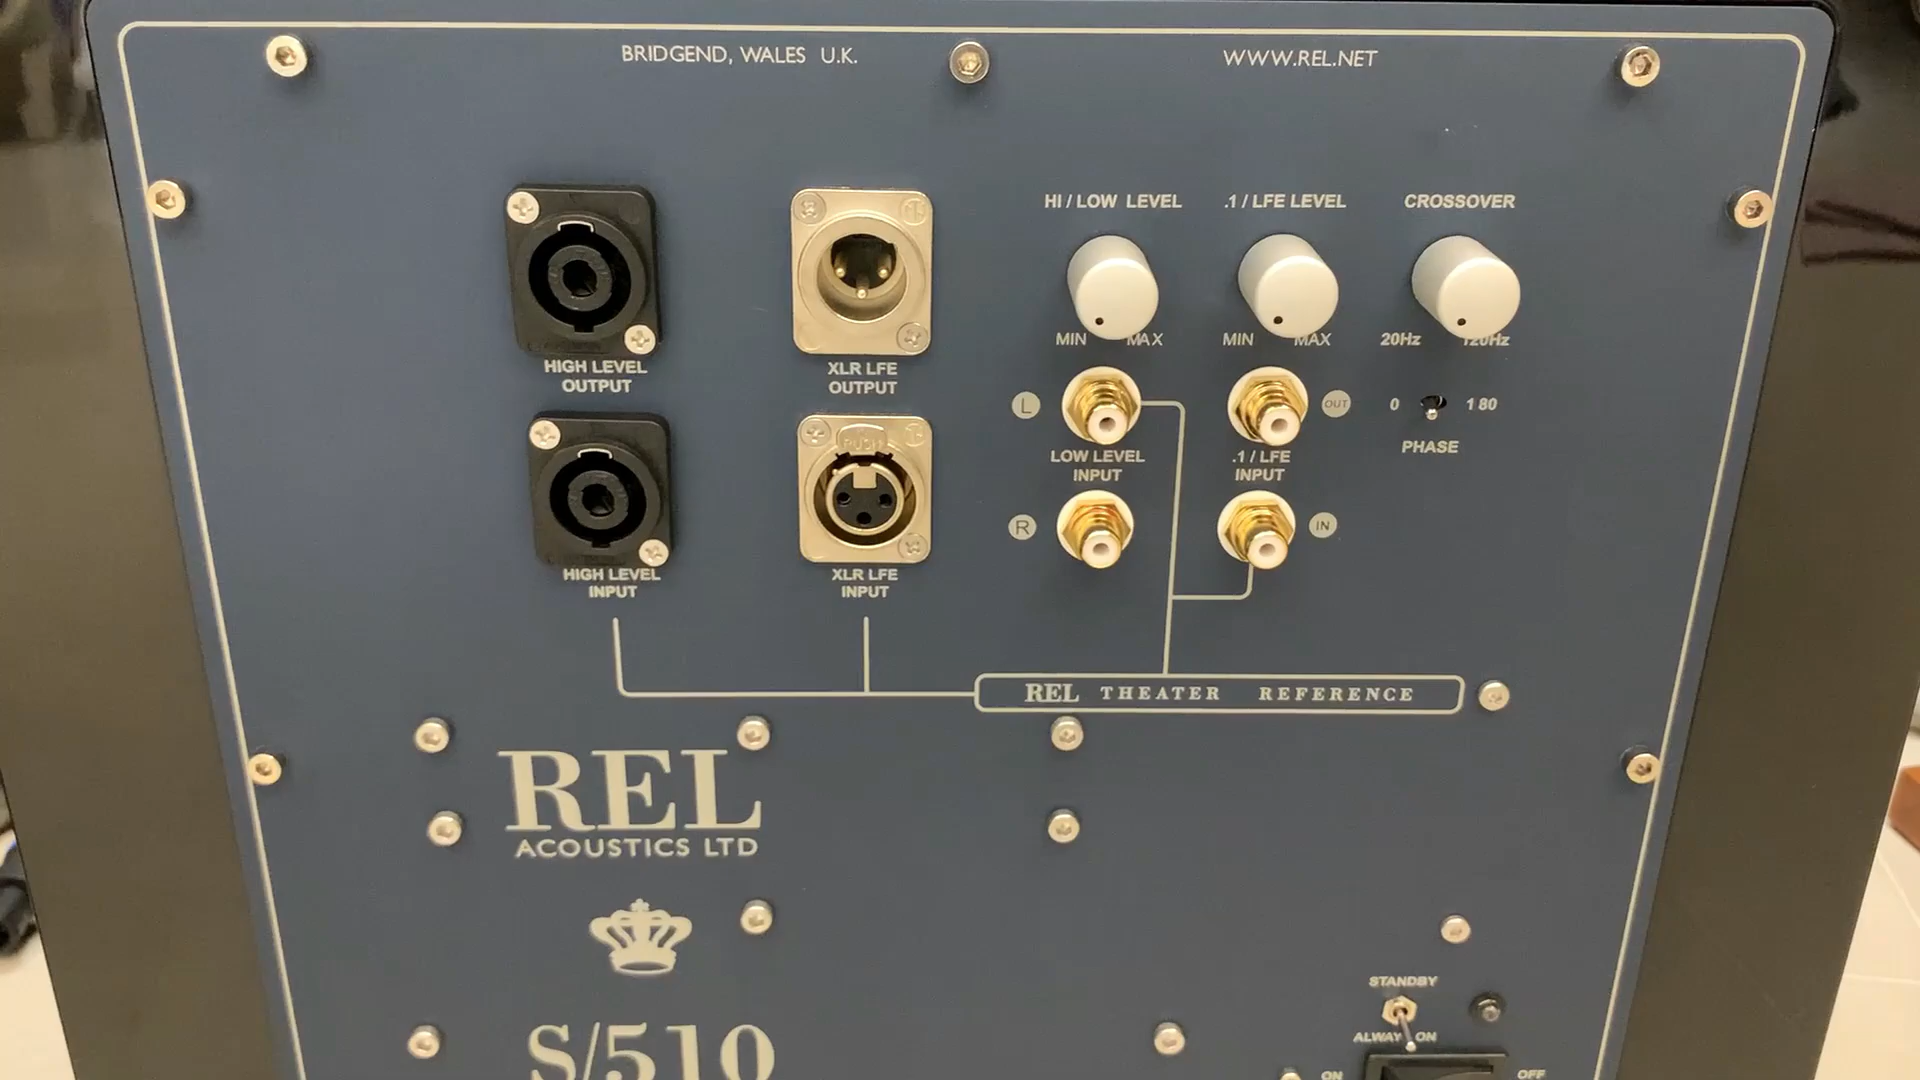 BRIDGEND, WALES U.K.
WWW.REL.NET
HI / LOW LEVEL
.1 / LFE LEVEL
CROSSOVER
MIN MAX
MIN MAX
20Hz 120Hz
HIGH LEVEL
OUTPUT
XLR LFE
OUTPUT
L
OUT
0 180
PHASE
PUSH
LOW LEVEL
INPUT
.1 / LFE
INPUT
R
IN
HIGH LEVEL
INPUT
XLR LFE
INPUT
REL THEATER REFERENCE
REL
ACOUSTICS LTD
S/510
STANDBY
ALWAY ON
ON OFF